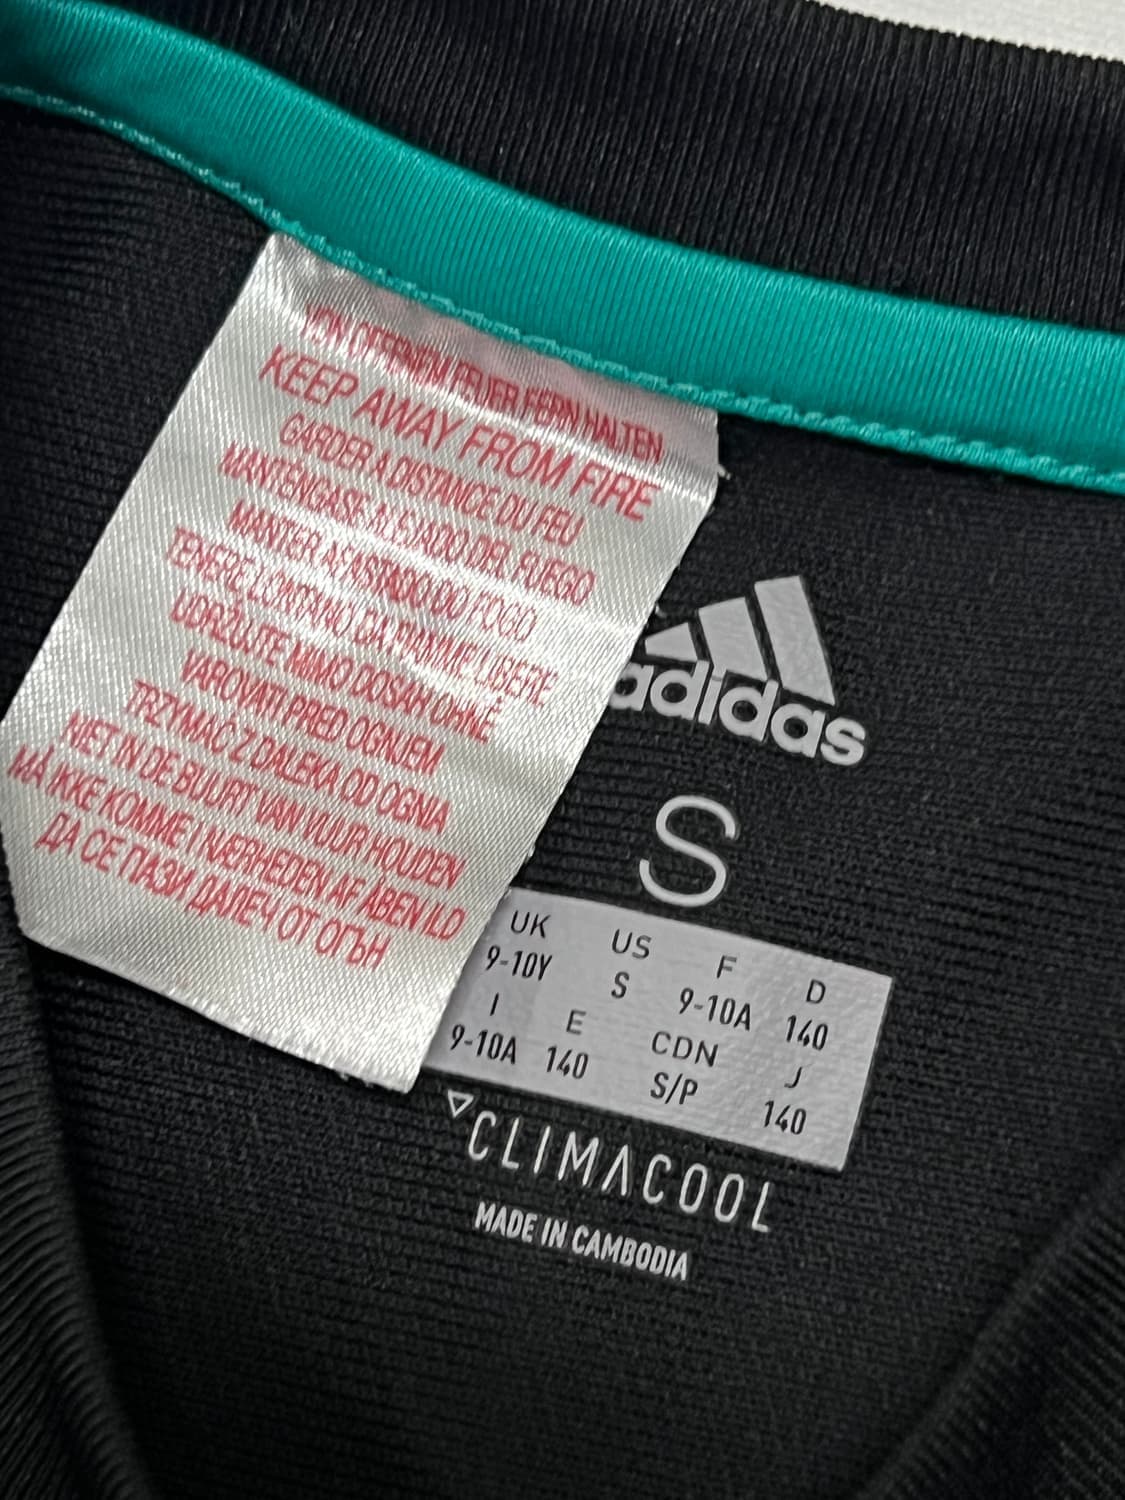 VON OFFENEM FEUER FERNHALTEN
KEEP AWAY FROM FIRE
GARDER A DISTANCE DU FEU
MANTÉNGASE ALEJADO DEL FUEGO
MANTER AFASTADO DO FOGO
TENERE LONTANO DA FIAMME LIBERE
UDRŽUJTE MIMO DOSAH OHNĚ
VAROVATI PRED OGNJEM
TRZYMAĆ Z DALEKA OD OGNIA
NIET IN DE BUURT VAN VUUR HOUDEN
MÅ IKKE KOMME I NÆRHEDEN AF ÅBEN ILD
ДА СЕ ПАЗИ ДАЛЕЧ ОТ ОГЪН
adidas
S
UK US F D
9-10Y S 9-10A 140
I E CDN J
9-10A 140 S/P 140
CLIMACOOL
MADE IN CAMBODIA